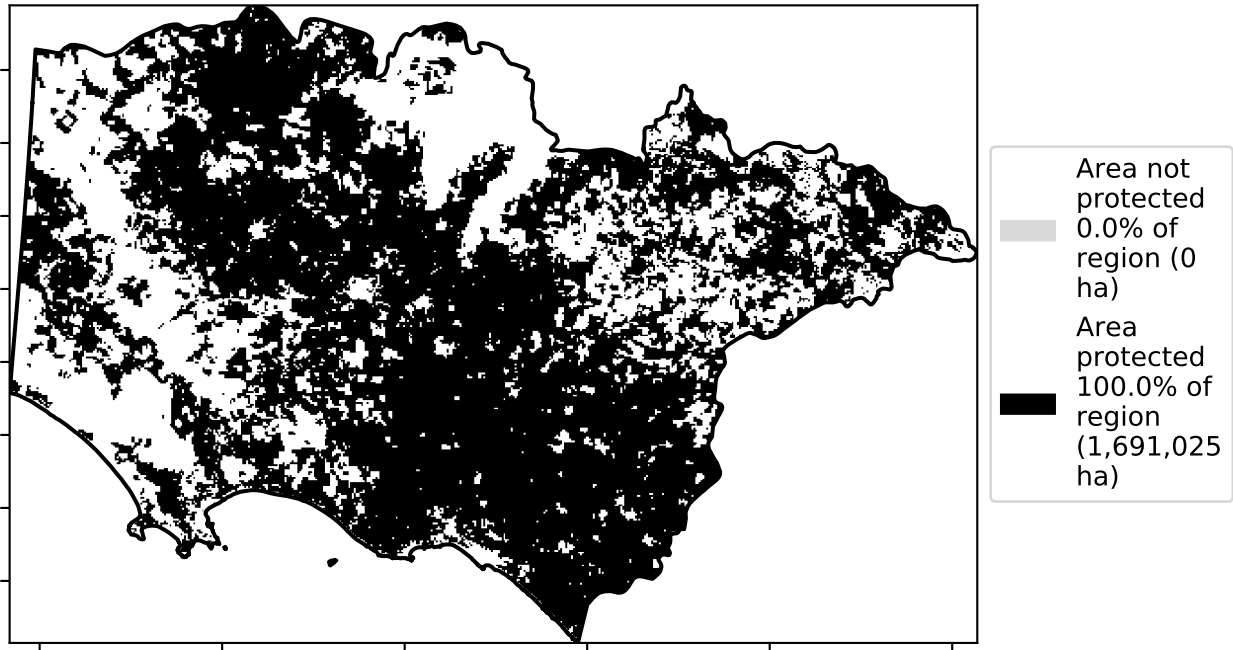 Area not
protected
0.0% of
region (0
ha)
Area
protected
100.0% of
region
(1,691,025
ha)